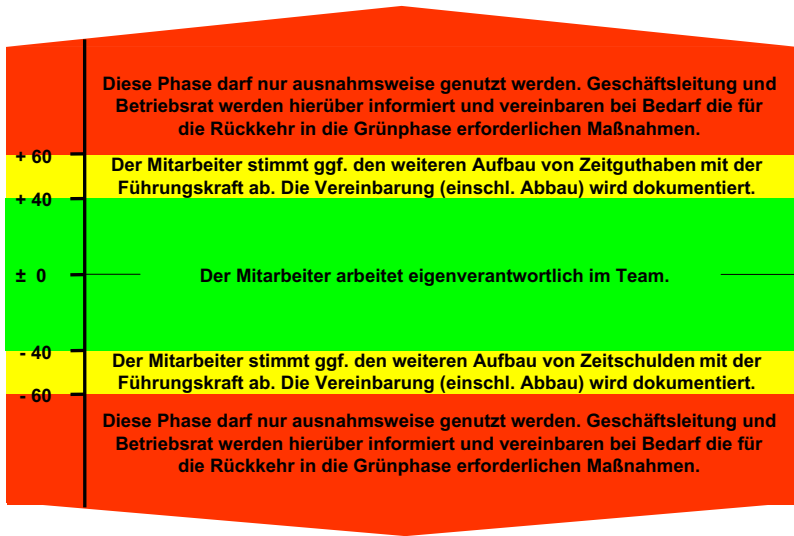 Diese Phase darf nur ausnahmsweise genutzt werden. Geschäftsleitung und
Betriebsrat werden hierüber informiert und vereinbaren bei Bedarf die für
die Rückkehr in die Grünphase erforderlichen Maßnahmen.
+ 60
Der Mitarbeiter stimmt ggf. den weiteren Aufbau von Zeitguthaben mit der
Führungskraft ab. Die Vereinbarung (einschl. Abbau) wird dokumentiert.
+ 40
± 0
Der Mitarbeiter arbeitet eigenverantwortlich im Team.
- 40
Der Mitarbeiter stimmt ggf. den weiteren Aufbau von Zeitschulden mit der
Führungskraft ab. Die Vereinbarung (einschl. Abbau) wird dokumentiert.
- 60
Diese Phase darf nur ausnahmsweise genutzt werden. Geschäftsleitung und
Betriebsrat werden hierüber informiert und vereinbaren bei Bedarf die für
die Rückkehr in die Grünphase erforderlichen Maßnahmen.